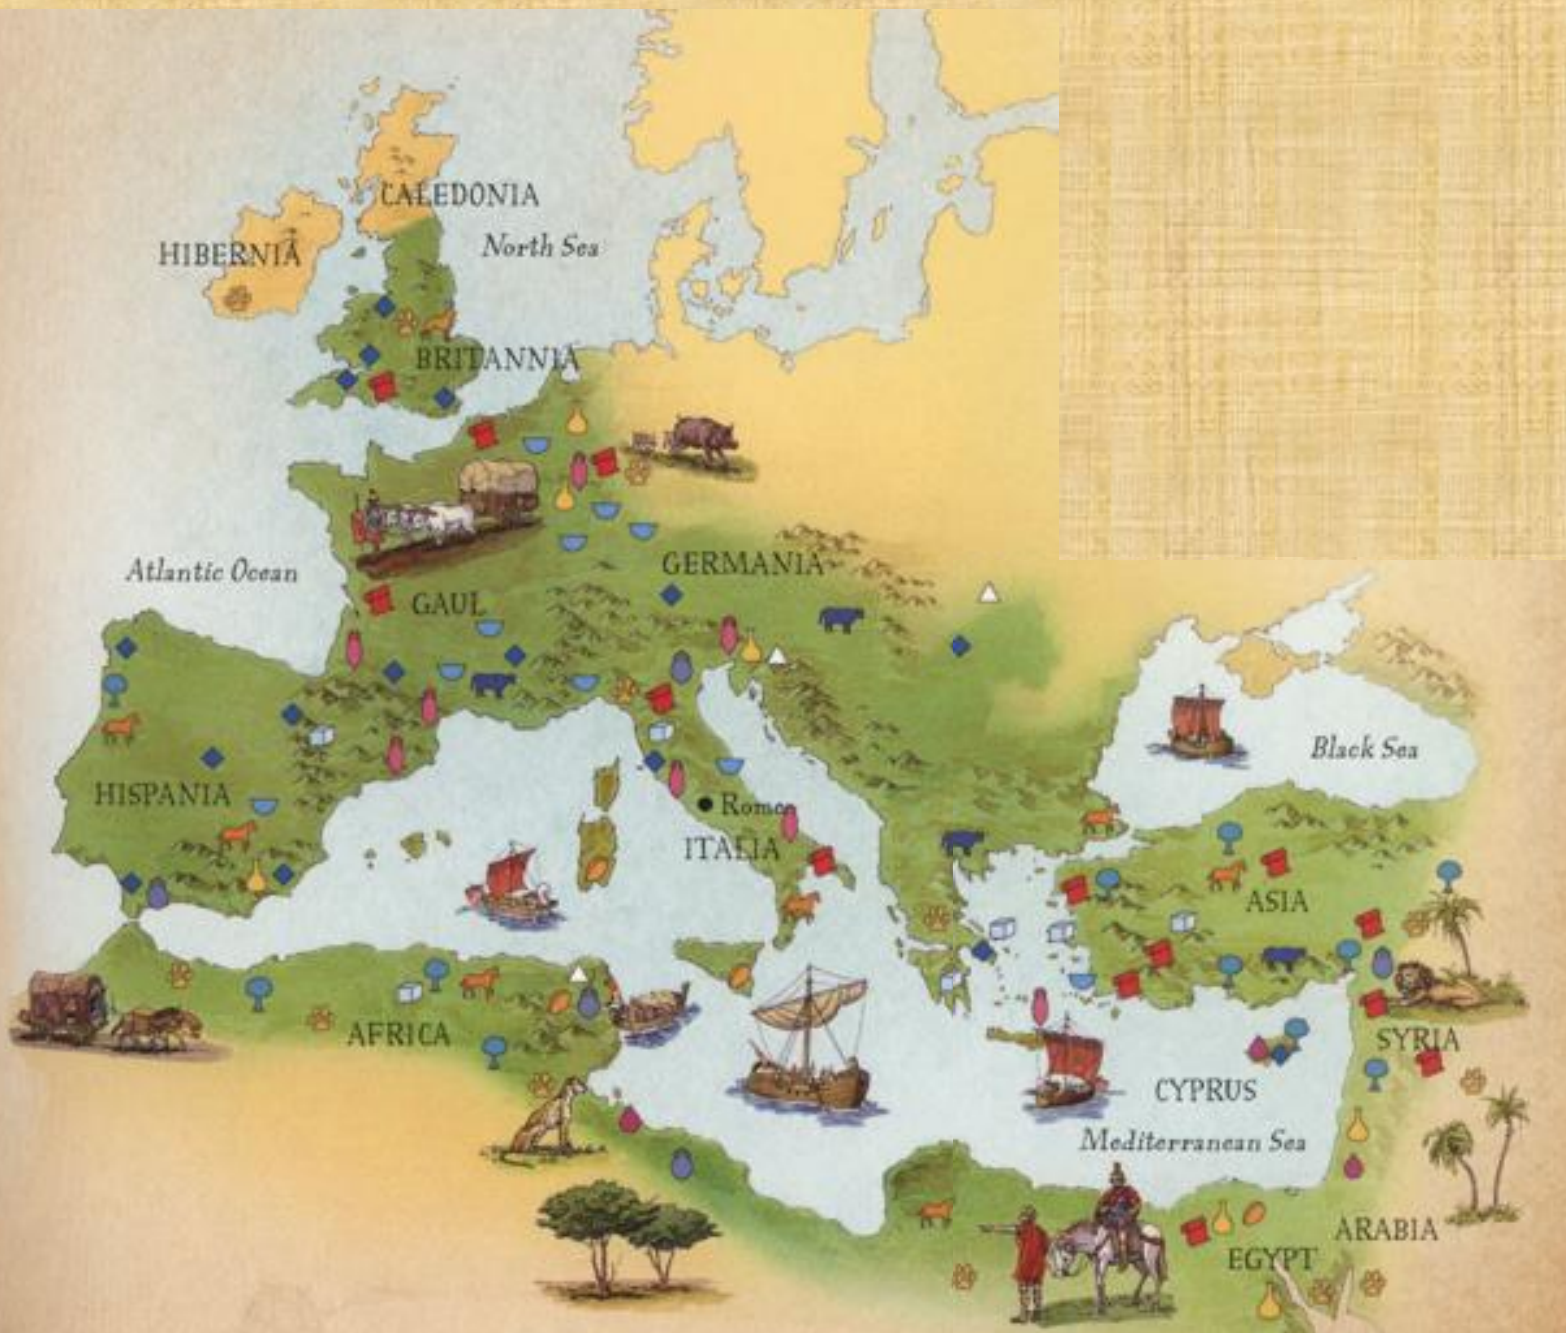 CALEDONIA
HIBERNIA
North Sea
BRITANNIA
Atlantic Ocean
GERMANIA
GAUL
Black Sea
HISPANIA
Rome
ITALIA
ASIA
AFRICA
SYRIA
CYPRUS
Mediterranean Sea
ARABIA
EGYPT